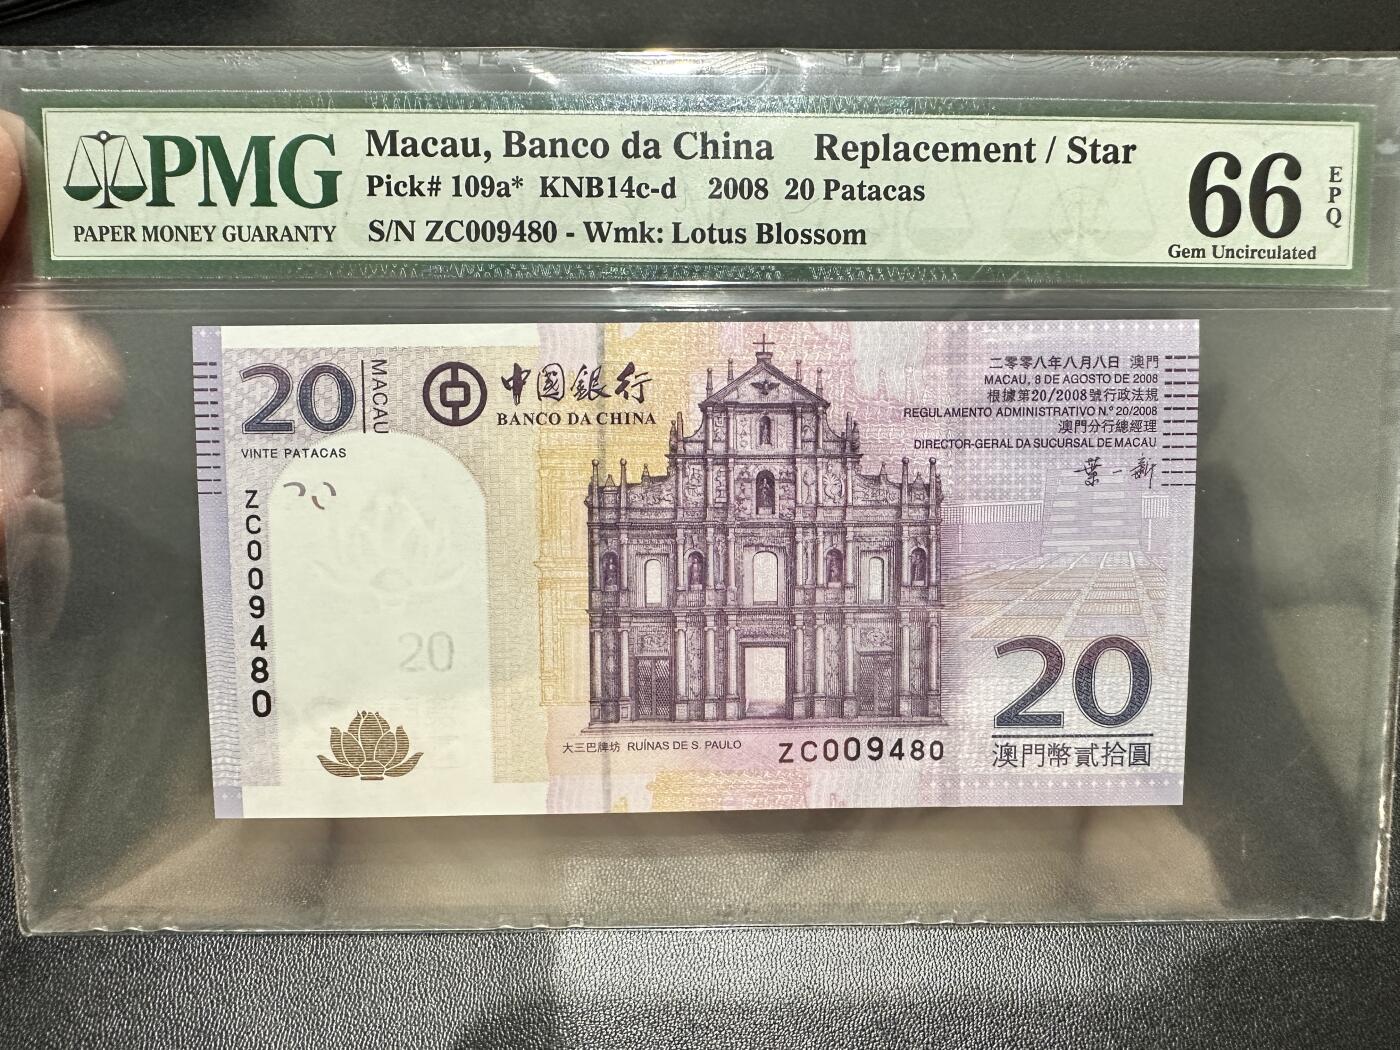 PMG
PAPER MONEY GUARANTY
Macau, Banco da China Replacement / Star
Pick# 109a* KNB14c-d 2008 20 Patacas
S/N ZC009480 - Wmk: Lotus Blossom
66
EPQ
Gem Uncirculated
20
MACAU
VINTE PATACAS
中國銀行
BANCO DA CHINA
二零零八年八月八日 澳門
MACAU, 8 DE AGOSTO DE 2008
根據第20/2008號行政法規
REGULAMENTO ADMINISTRATIVO N.º 20/2008
澳門分行總經理
DIRECTOR-GERAL DA SUCURSAL DE MACAU
葉一新
ZC009480
20
大三巴牌坊 RUÍNAS DE S. PAULO
ZC009480
20
澳門幣貳拾圓